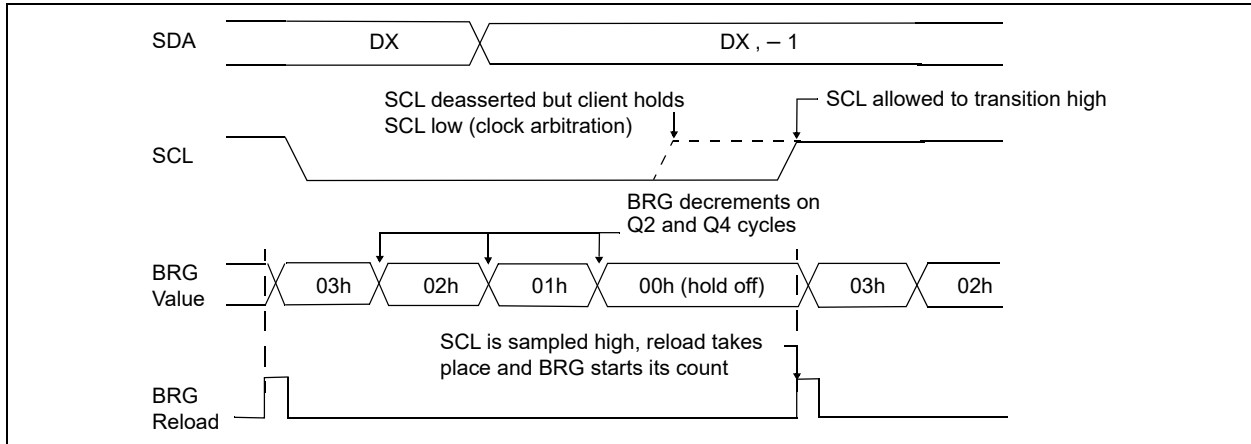 SDA
DX
DX , – 1
SCL deasserted but client holds
SCL low (clock arbitration)
SCL allowed to transition high
SCL
BRG decrements on
Q2 and Q4 cycles
BRG
Value
03h
02h
01h
00h (hold off)
03h
02h
SCL is sampled high, reload takes
place and BRG starts its count
BRG
Reload